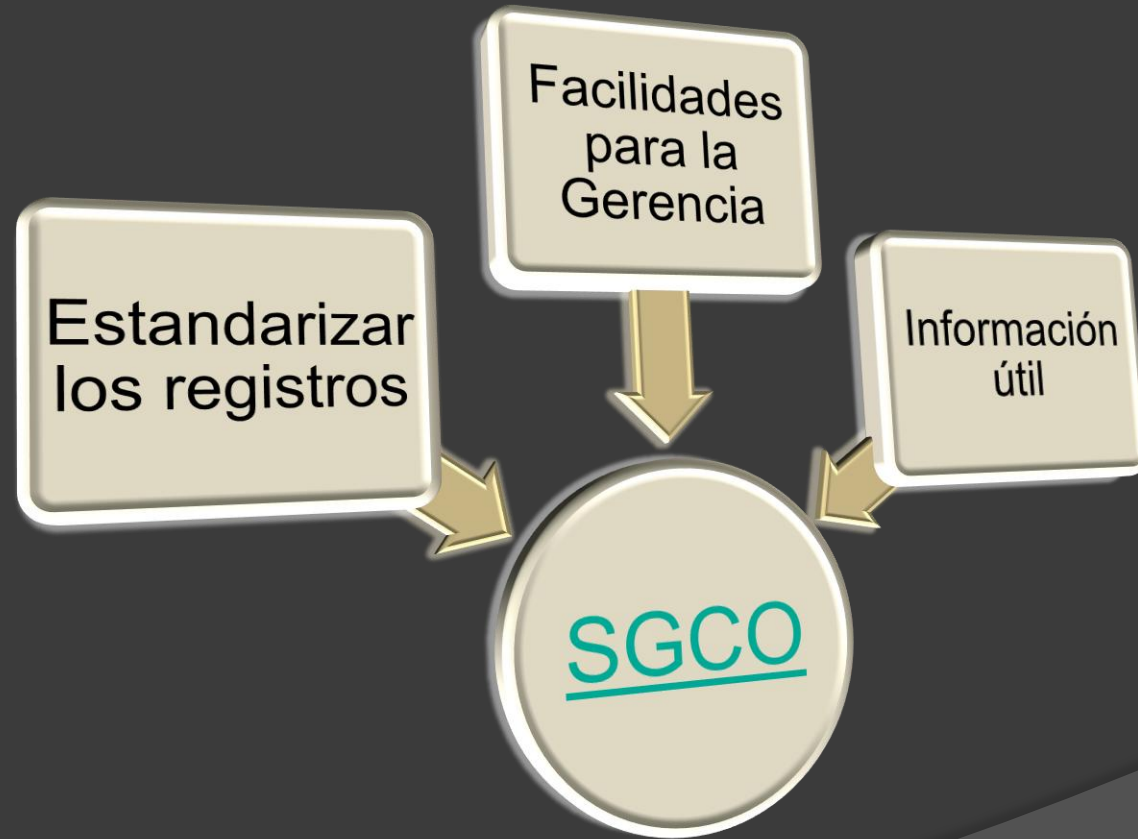 Estandarizar
los registros
Facilidades
para la
Gerencia
Información
útil
SGCO